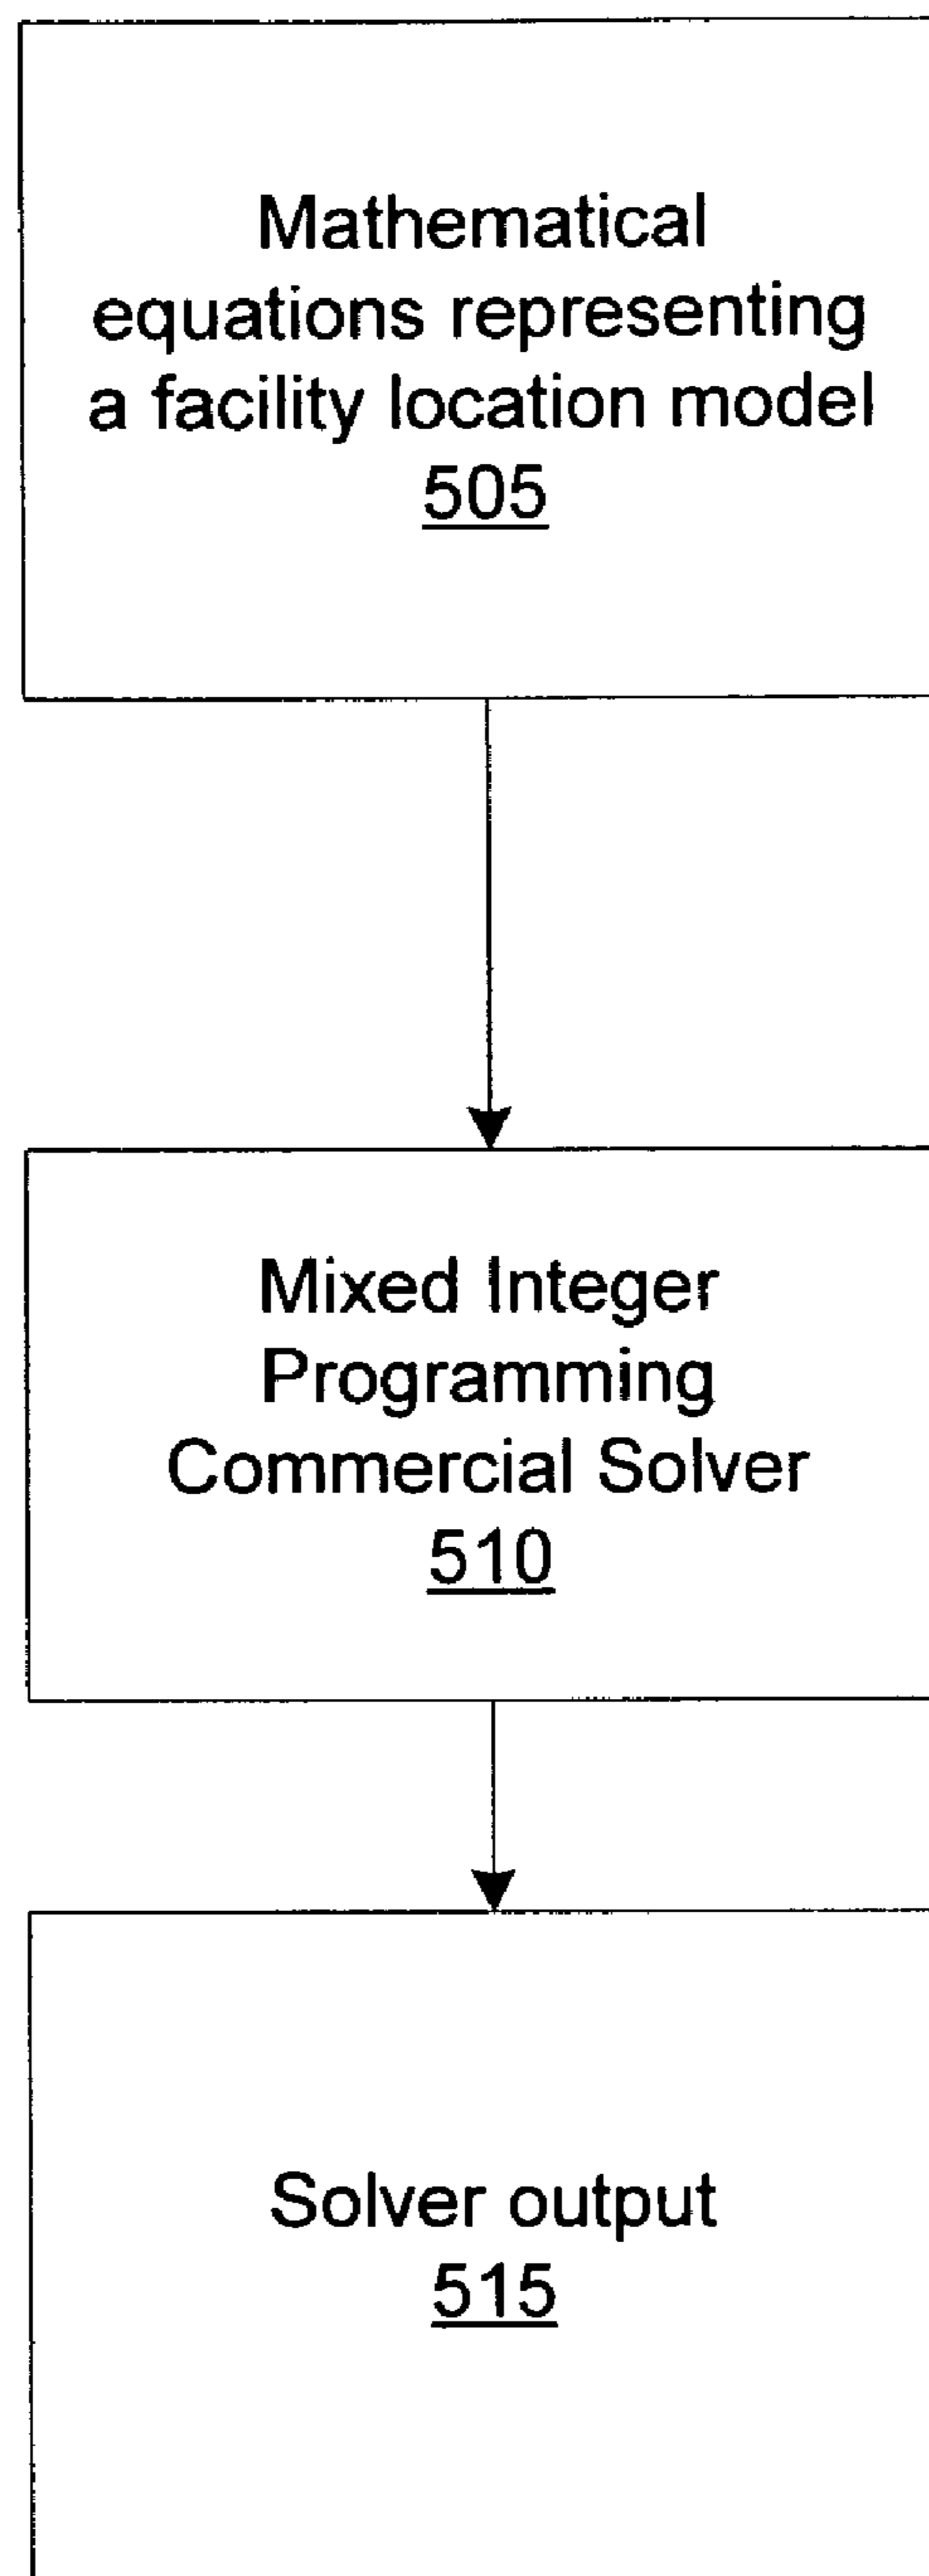 Mathematical
equations representing
a facility location model
505
Mixed Integer
Programming
Commercial Solver
510
Solver output
515